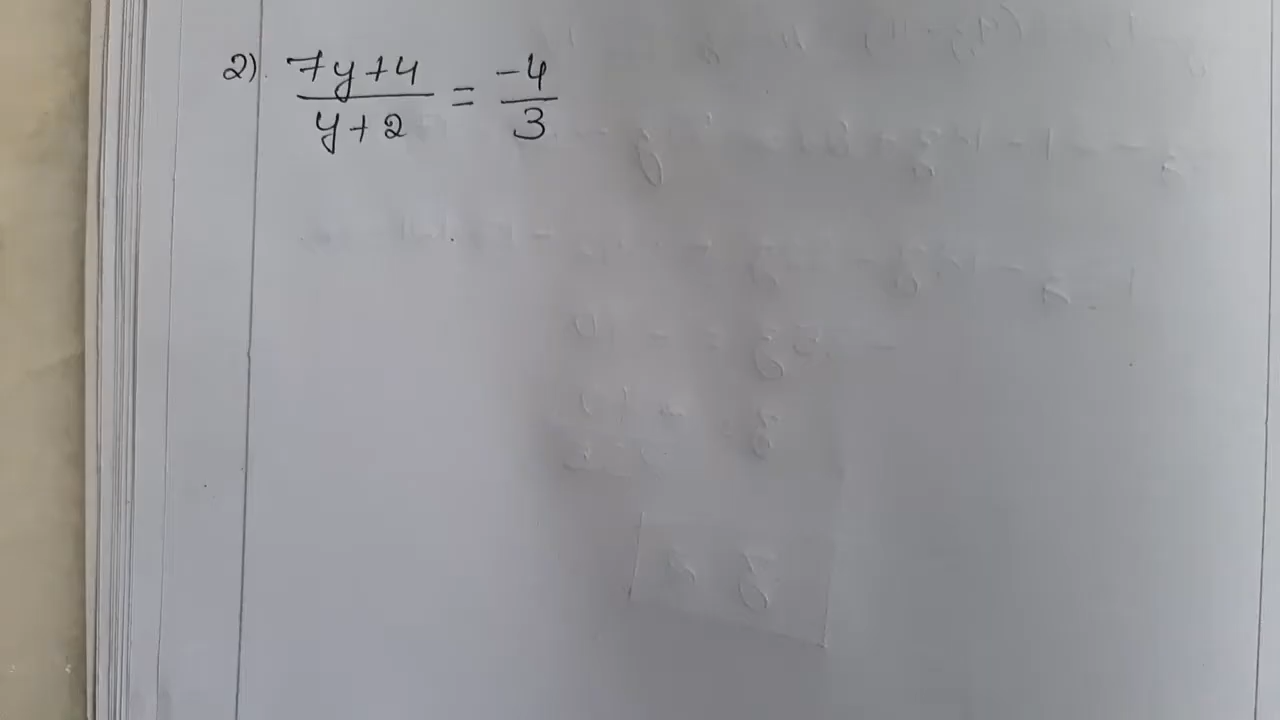 2) 7y+4 / y+2 = -4 / 3